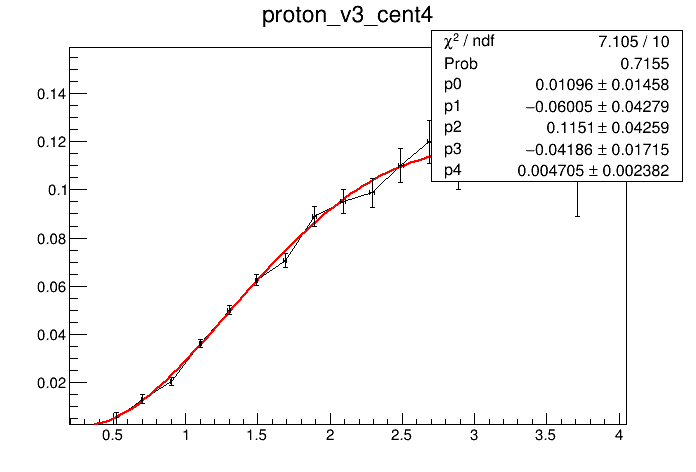 proton_v3_cent4
χ² / ndf 7.105 / 10
Prob 0.7155
p0 0.01096 ± 0.01458
p1 −0.06005 ± 0.04279
p2 0.1151 ± 0.04259
p3 −0.04186 ± 0.01715
p4 0.004705 ± 0.002382
0.14
0.12
0.1
0.08
0.06
0.04
0.02
0.5 1 1.5 2 2.5 3 3.5 4